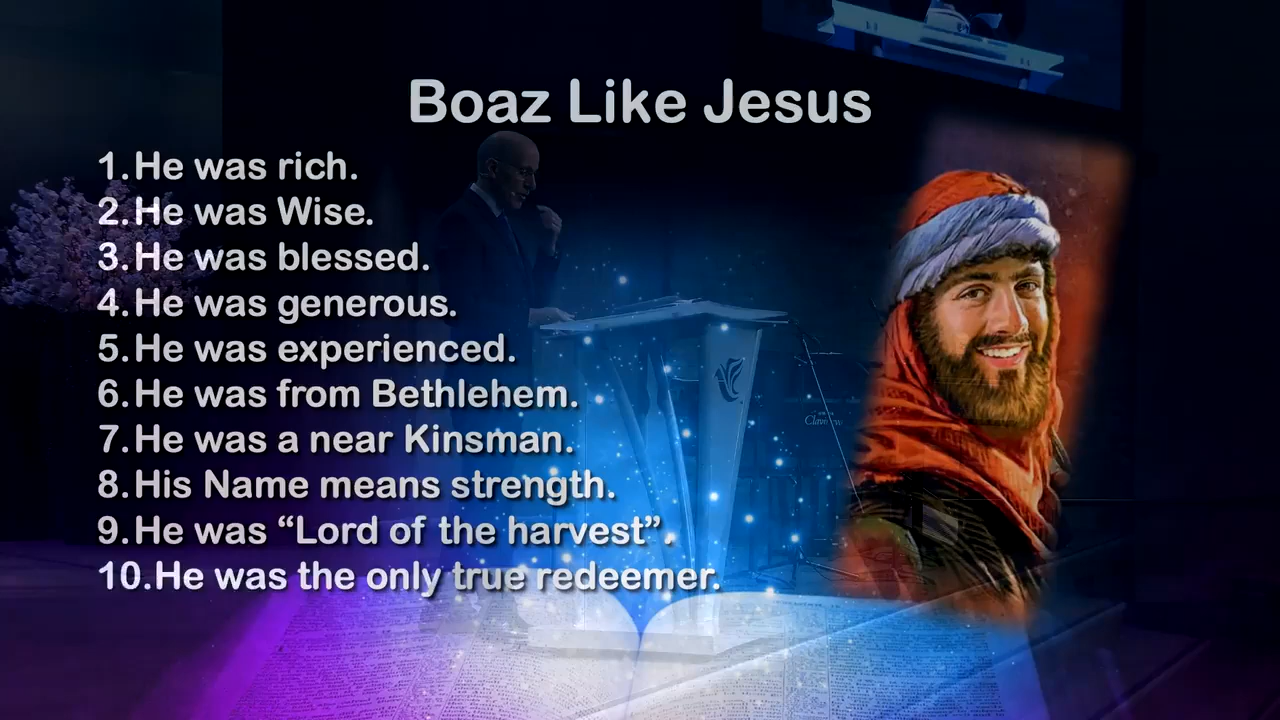 Boaz Like Jesus
1.He was rich.
2.He was Wise.
3.He was blessed.
4.He was generous.
5.He was experienced.
6.He was from Bethlehem.
7.He was a near Kinsman.
8.His Name means strength.
9.He was “Lord of the harvest”.
10.He was the only true redeemer.